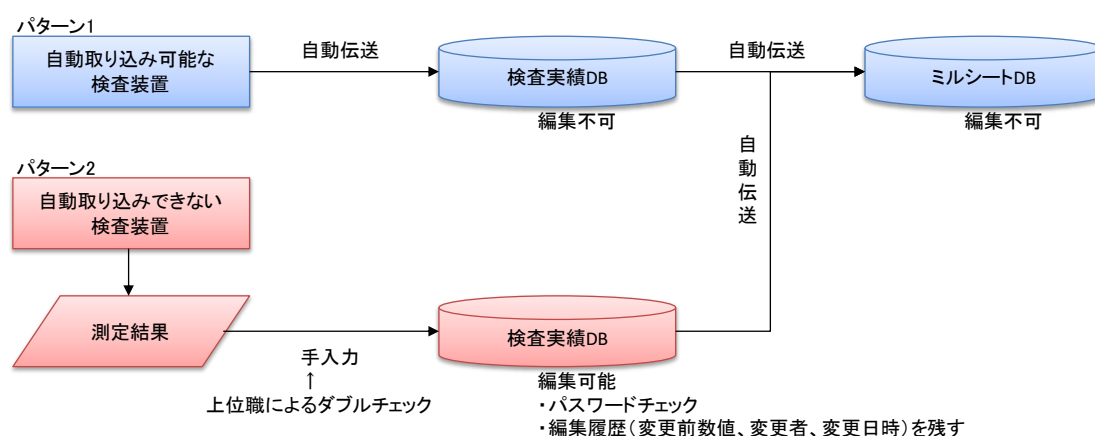 パターン1
自動取り込み可能な
検査装置
自動伝送
検査実績DB
編集不可
自動伝送
ミルシートDB
編集不可
自動伝送
パターン2
自動取り込みできない
検査装置
測定結果
手入力
↑
上位職によるダブルチェック
検査実績DB
編集可能
・パスワードチェック
・編集履歴(変更前数値、変更者、変更日時)を残す